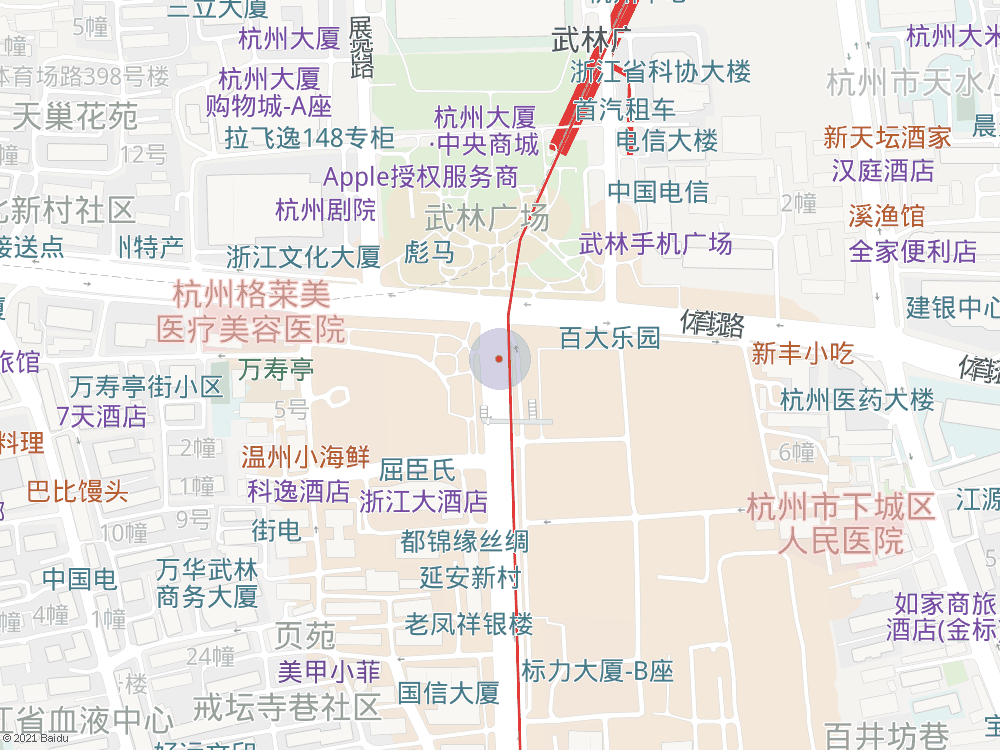 三立大厦
5幢
1幢
杭州大厦
展览路
武林广
杭州大米
体育场路398号楼
杭州大厦
购物城-A座
浙江省科协大楼
杭州市天水小
天巢花苑
杭州大厦
·中央商城
首汽租车
拉飞逸148专柜
电信大楼
新天坛酒家
晨
幢
12号
Apple授权服务商
汉庭酒店
中国电信
北新村社区
杭州剧院
武林广场
2幢
溪渔馆
接送点
州特产
浙江文化大厦
彪马
武林手机广场
全家便利店
杭州格莱美
医疗美容医院
建银中心
体育场路
百大乐园
旅馆
万寿亭
新丰小吃
体育场路
万寿亭街小区
7天酒店
5号
杭州医药大楼
料理
2幢
温州小海鲜
屈臣氏
6幢
巴比馒头
1幢
科逸酒店
浙江大酒店
杭州市下城区
人民医院
江源
9号
10幢
街电
都锦缘丝绸
中国电
万华武林
商务大厦
延安新村
4幢
1幢
如家商旅
酒店(金标)
页苑
老凤祥银楼
24幢
美甲小菲
标力大厦-B座
号楼
国信大厦
江省血液中心
戒坛寺巷社区
百井坊巷
© 2021 Baidu